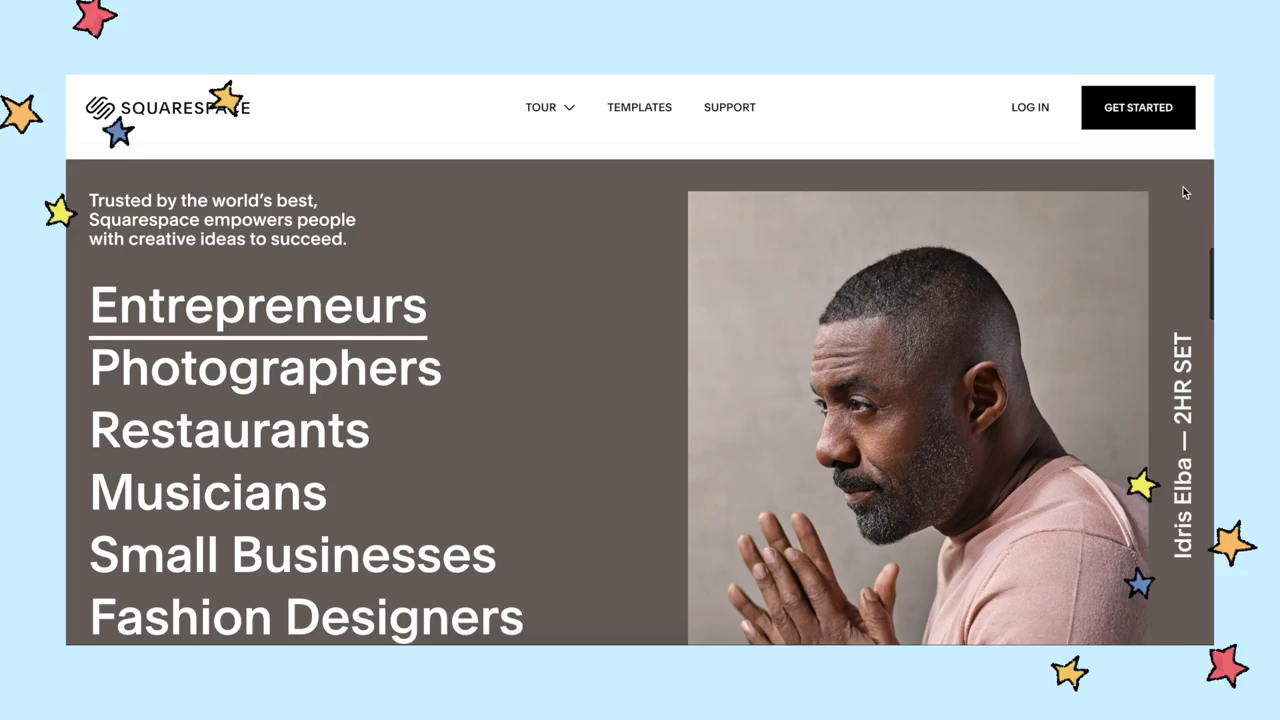 SQUARESPACE
TOUR
TEMPLATES
SUPPORT
LOG IN
GET STARTED
Trusted by the world’s best,
Squarespace empowers people
with creative ideas to succeed.
Entrepreneurs
Photographers
Restaurants
Musicians
Small Businesses
Fashion Designers
Idris Elba — 2HR SET